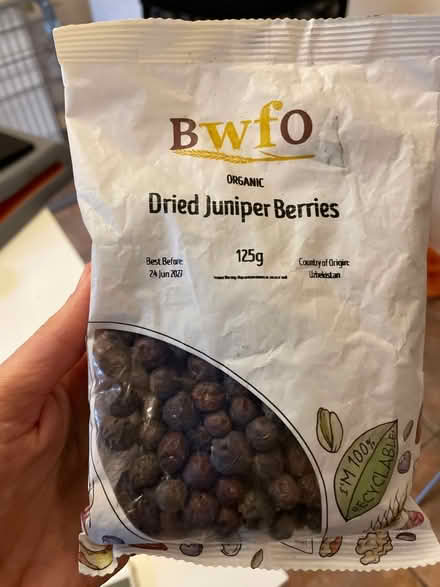 BwfO
ORGANIC
Dried Juniper Berries
Best Before:
24 Jun 2027
125g
Country of Origin:
Uzbekistan
I'M 100%
RECYCLABLE